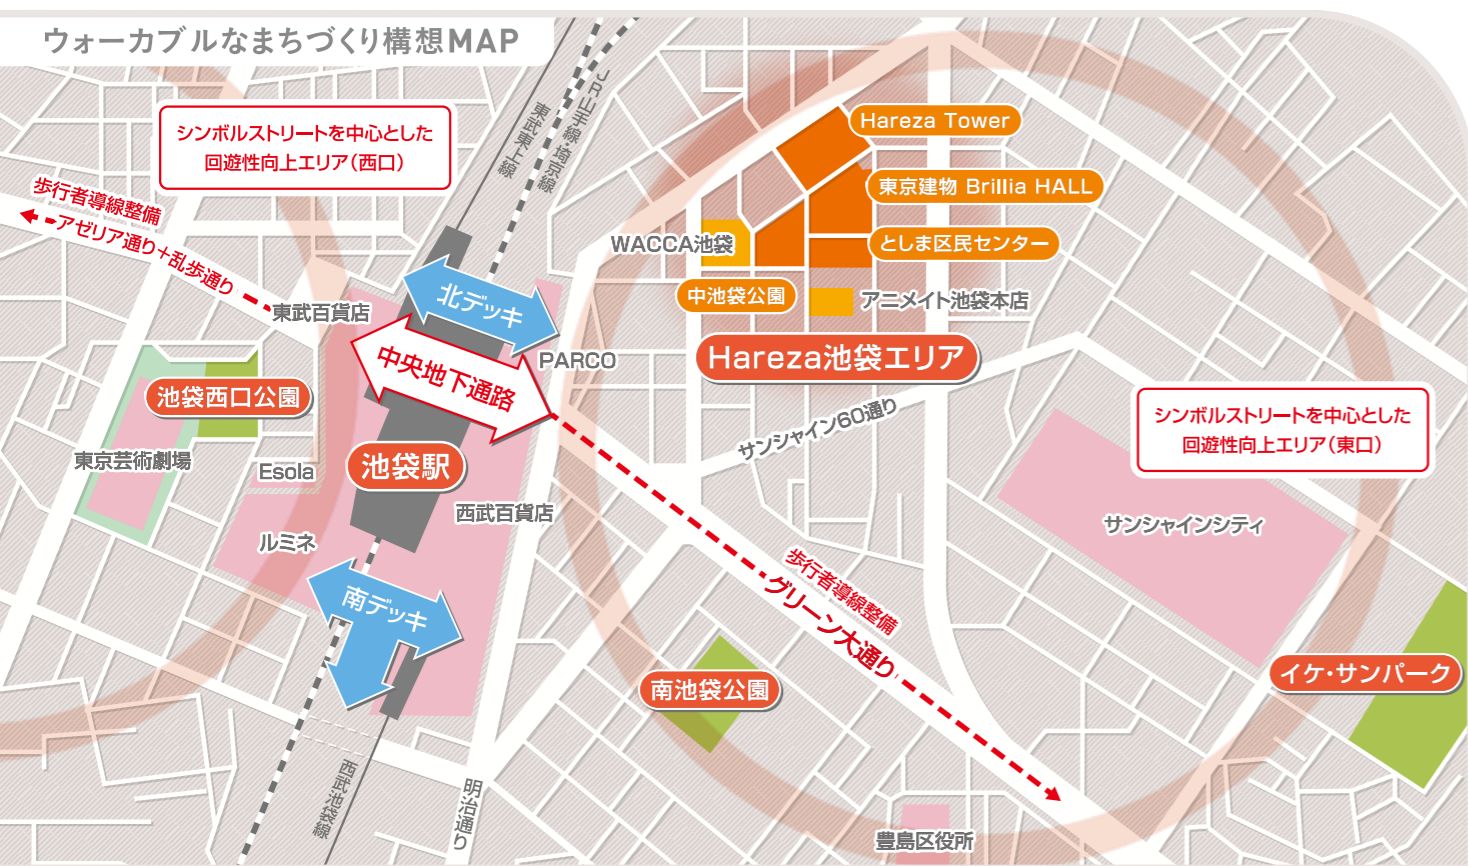 ウォーカブルなまちづくり構想MAP
シンボルストリートを中心とした
回遊性向上エリア（西口）
JR山手線・埼京線
東武東上線
Hareza Tower
東京建物 Brillia HALL
としま区民センター
WACCA池袋
中池袋公園
アニメイト池袋本店
Hareza池袋エリア
歩行者導線整備
アゼリア通り＋乱歩通り
東武百貨店
北デッキ
中央地下通路
PARCO
池袋西口公園
東京芸術劇場
Esola
池袋駅
西武百貨店
ルミネ
南デッキ
サンシャイン60通り
シンボルストリートを中心とした
回遊性向上エリア（東口）
サンシャインシティ
歩行者導線整備
グリーン大通り
南池袋公園
イケ・サンパーク
西武池袋線
明治通り
豊島区役所